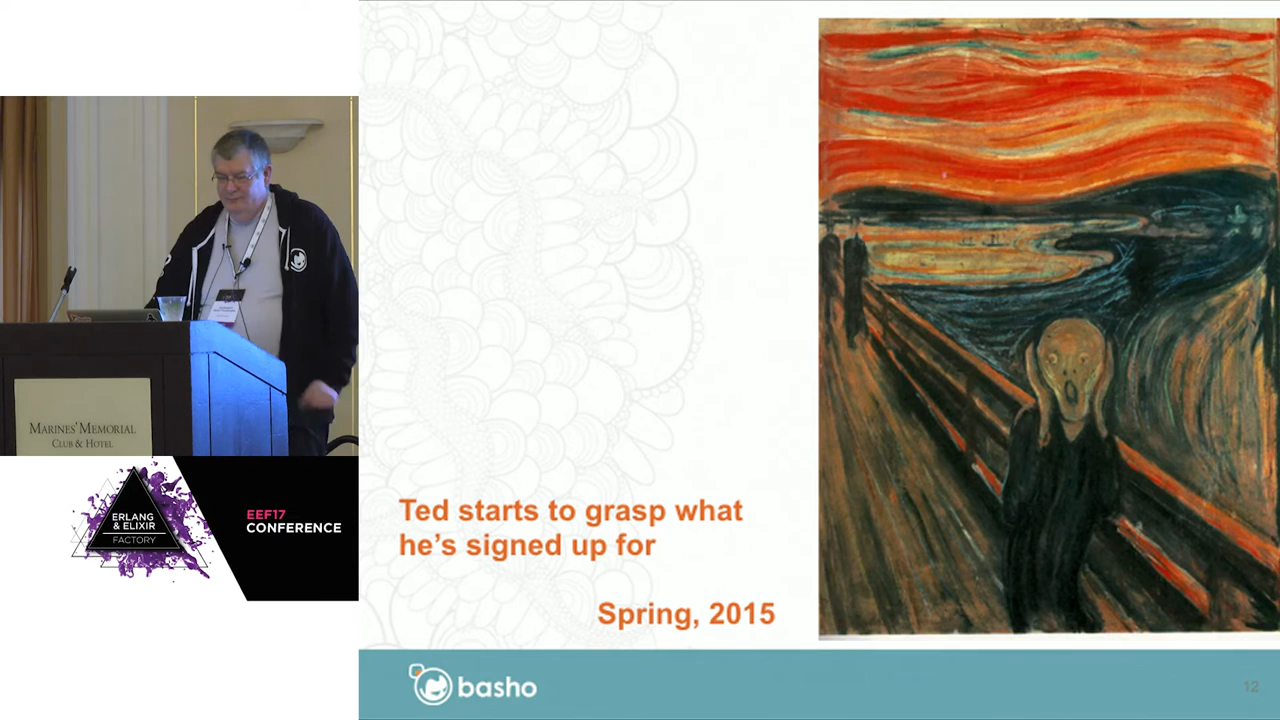 Ted starts to grasp what
he's signed up for
Spring, 2015
basho
12
MARINES' MEMORIAL
CLUB & HOTEL
ERLANG
& ELIXIR
FACTORY
EEF17
CONFERENCE